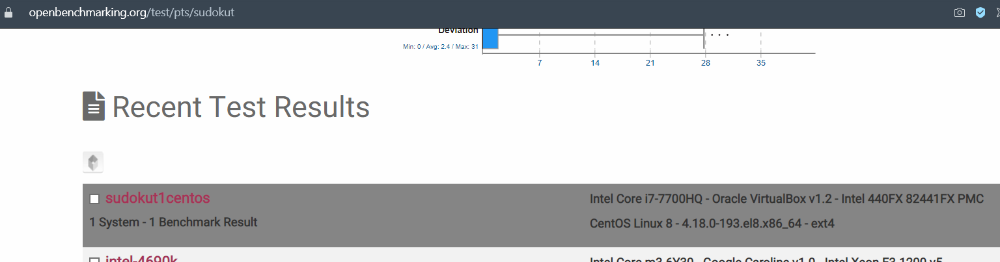 openbenchmarking.org/test/pts/sudokut
Deviation
Min: 0 / Avg: 2.4 / Max: 31
7 14 21 28 35
Recent Test Results
sudokut1centos
Intel Core i7-7700HQ - Oracle VirtualBox v1.2 - Intel 440FX 82441FX PMC
1 System - 1 Benchmark Result
CentOS Linux 8 - 4.18.0-193.el8.x86_64 - ext4
intel-4690k
Intel Core m3-6Y30 - Google Caroline v1.0 - Intel Xeon E3-1200 v5